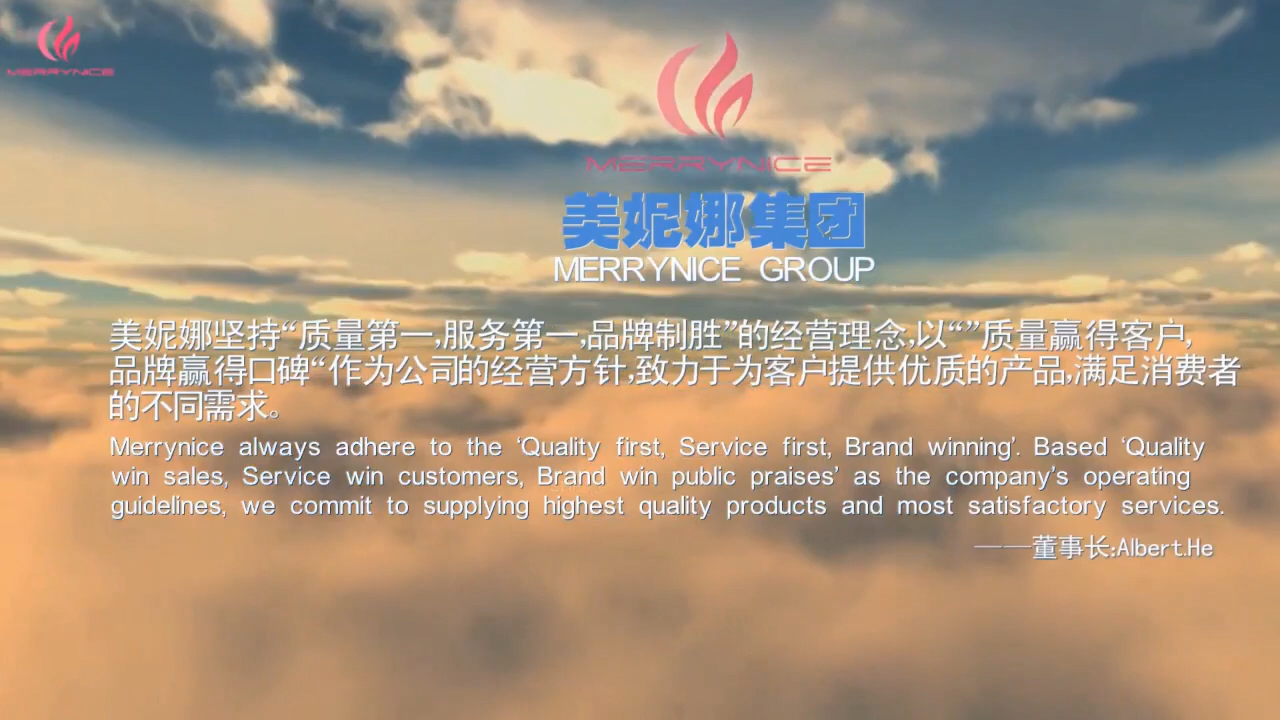 MERRYNICE
MERRYNICE
美妮娜集团
MERRYNICE GROUP
美妮娜坚持“质量第一,服务第一,品牌制胜”的经营理念,以“”质量赢得客户,
品牌赢得口碑“作为公司的经营方针,致力于为客户提供优质的产品,满足消费者
的不同需求。
Merrynice always adhere to the ‘Quality first, Service first, Brand winning’. Based ‘Quality
win sales, Service win customers, Brand win public praises’ as the company’s operating
guidelines, we commit to supplying highest quality products and most satisfactory services.
——董事长:Albert.He